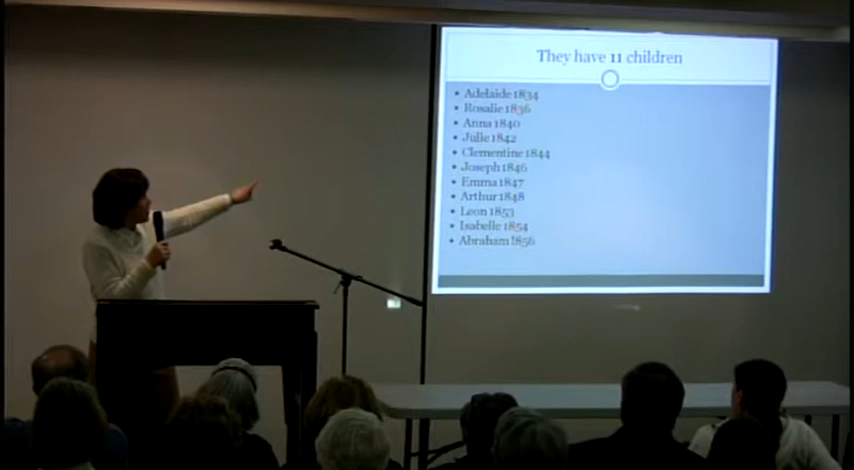 They have 11 children
• Adelaide 1834
• Rosalie 1836
• Anna 1840
• Julie 1842
• Clementine 1844
• Joseph 1846
• Emma 1847
• Arthur 1848
• Leon 1853
• Isabelle 1854
• Abraham 1856